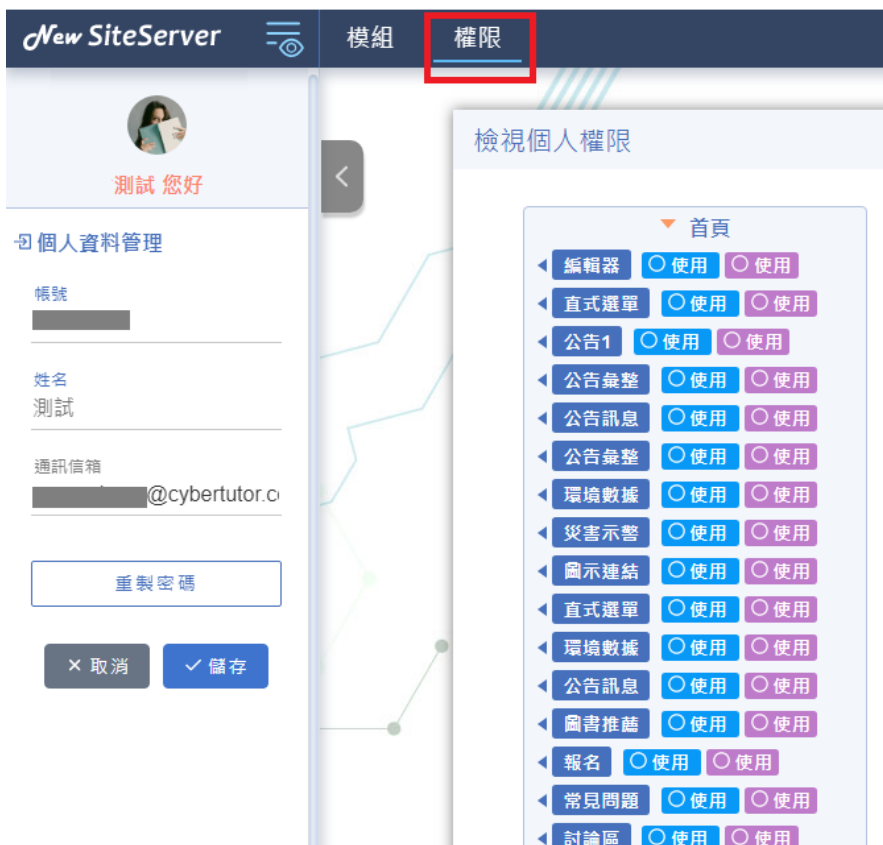 New SiteServer
模組
權限
測試 您好
個人資料管理
帳號
姓名
測試
通訊信箱
@cybertutor.c
重製密碼
取消
儲存
檢視個人權限
首頁
編輯器 使用 使用
直式選單 使用 使用
公告1 使用 使用
公告彙整 使用 使用
公告訊息 使用 使用
公告彙整 使用 使用
環境數據 使用 使用
災害示警 使用 使用
圖示連結 使用 使用
直式選單 使用 使用
環境數據 使用 使用
公告訊息 使用 使用
圖書推薦 使用 使用
報名 使用 使用
常見問題 使用 使用
討論區 使用 使用